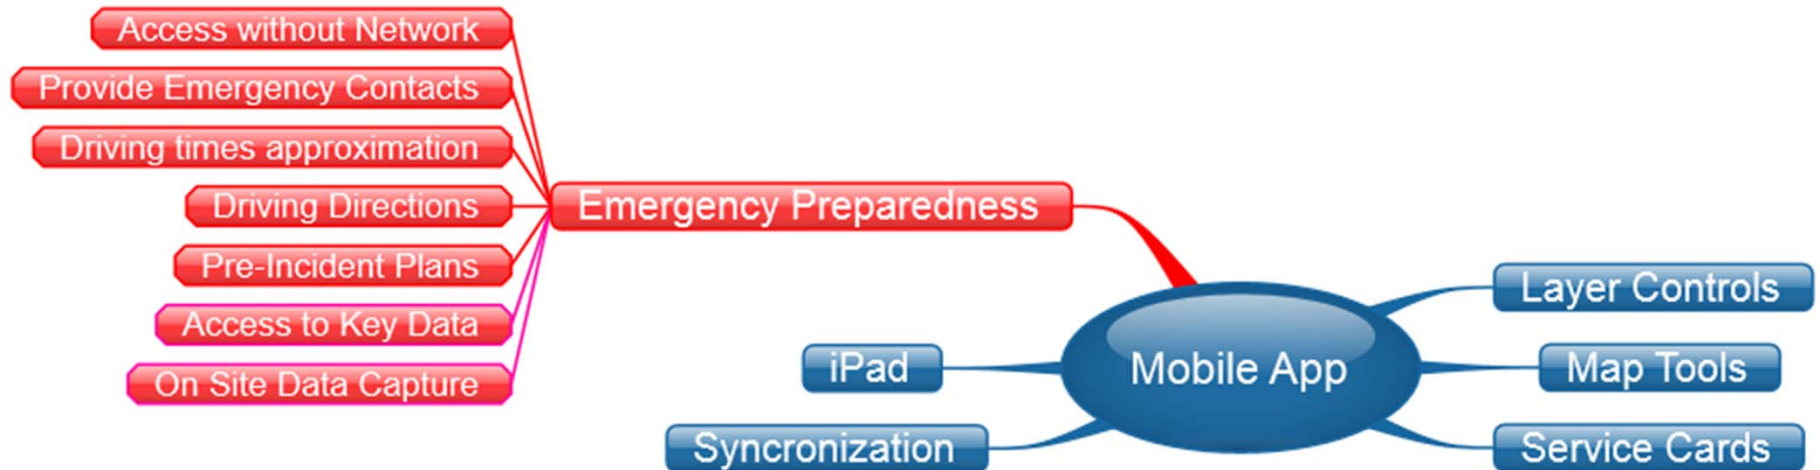 Access without Network
Provide Emergency Contacts
Driving times approximation
Driving Directions
Pre-Incident Plans
Access to Key Data
On Site Data Capture
Emergency Preparedness
iPad
Syncronization
Mobile App
Layer Controls
Map Tools
Service Cards